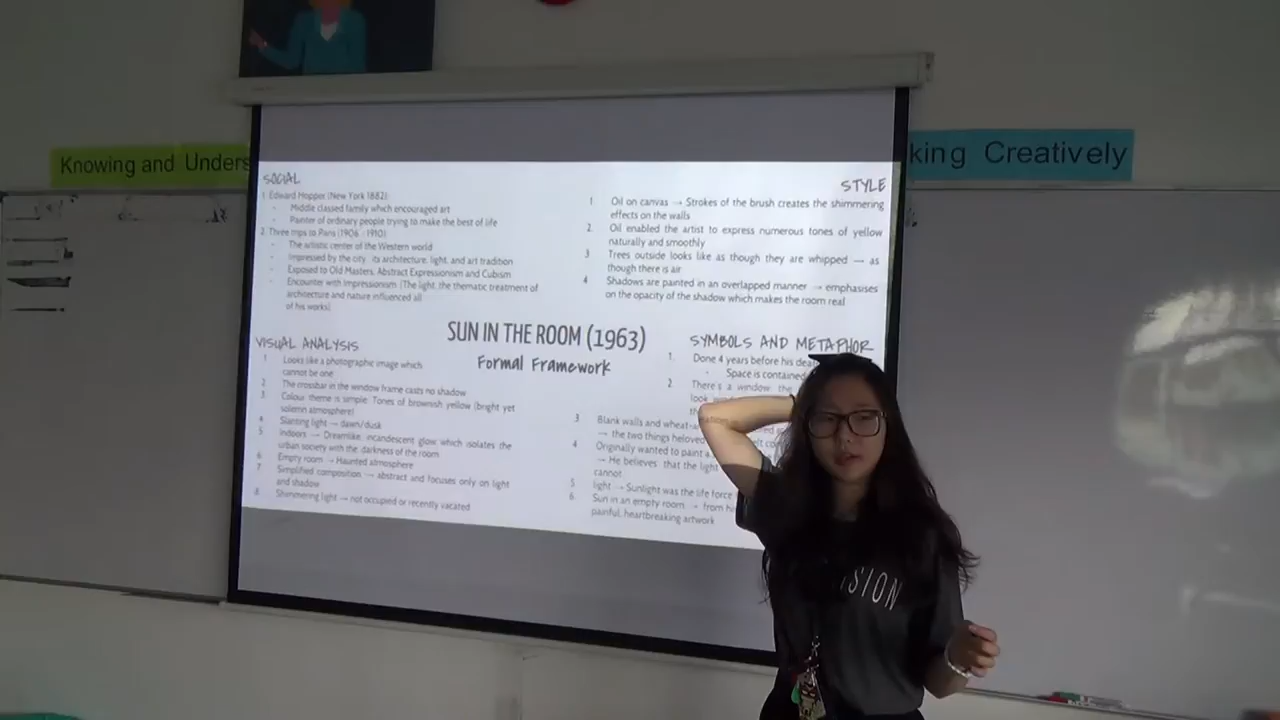 Knowing and Unders
king Creatively
SOCIAL
1. Edward Hopper (New York 1882)
- Middle classed family which encouraged art
- Painter of ordinary people trying to make the best of life
2. Three trips to Paris (1906 - 1910)
- The artistic center of the Western world
- Impressed by the city, its architecture, light, and art tradition
- Exposed to Old Masters, Abstract Expressionism and Cubism
- Encounter with Impressionism (The light, the thematic treatment of
architecture and nature influenced all
of his works)
STYLE
1 Oil on canvas → Strokes of the brush creates the shimmering
effects on the walls
2. Oil enabled the artist to express numerous tones of yellow
naturally and smoothly
3 Trees outside looks like as though they are whipped → as
though there is air
4 Shadows are painted in an overlapped manner → emphasises
on the opacity of the shadow which makes the room real
SUN IN THE ROOM (1963)
Formal Framework
VISUAL ANALYSIS
1 Looks like a photographic image which
cannot be one
2 The crossbar in the window frame casts no shadow
3 Colour theme is simple. Tones of brownish yellow (bright yet
solemn atmosphere)
4 Slanting light → dawn/dusk
5 Indoors → Dreamlike, incandescent glow which isolates the
urban society with the darkness of the room
6 Empty room → Haunted atmosphere
7 Simplified composition → abstract and focuses only on light
and shadow
8 Shimmering light → not occupied or recently vacated
SYMBOLS AND METAPHOR
1. Done 4 years before his dea
- Space is contained
2. There's a window the
look
3 Blank walls and wheat-
→ the two things beloved
4 Originally wanted to paint a
→ He believes that the light
cannot
5 light → Sunlight was the life force
6. Sun in an empty room → from hi
painful, heartbreaking artwork
ISION